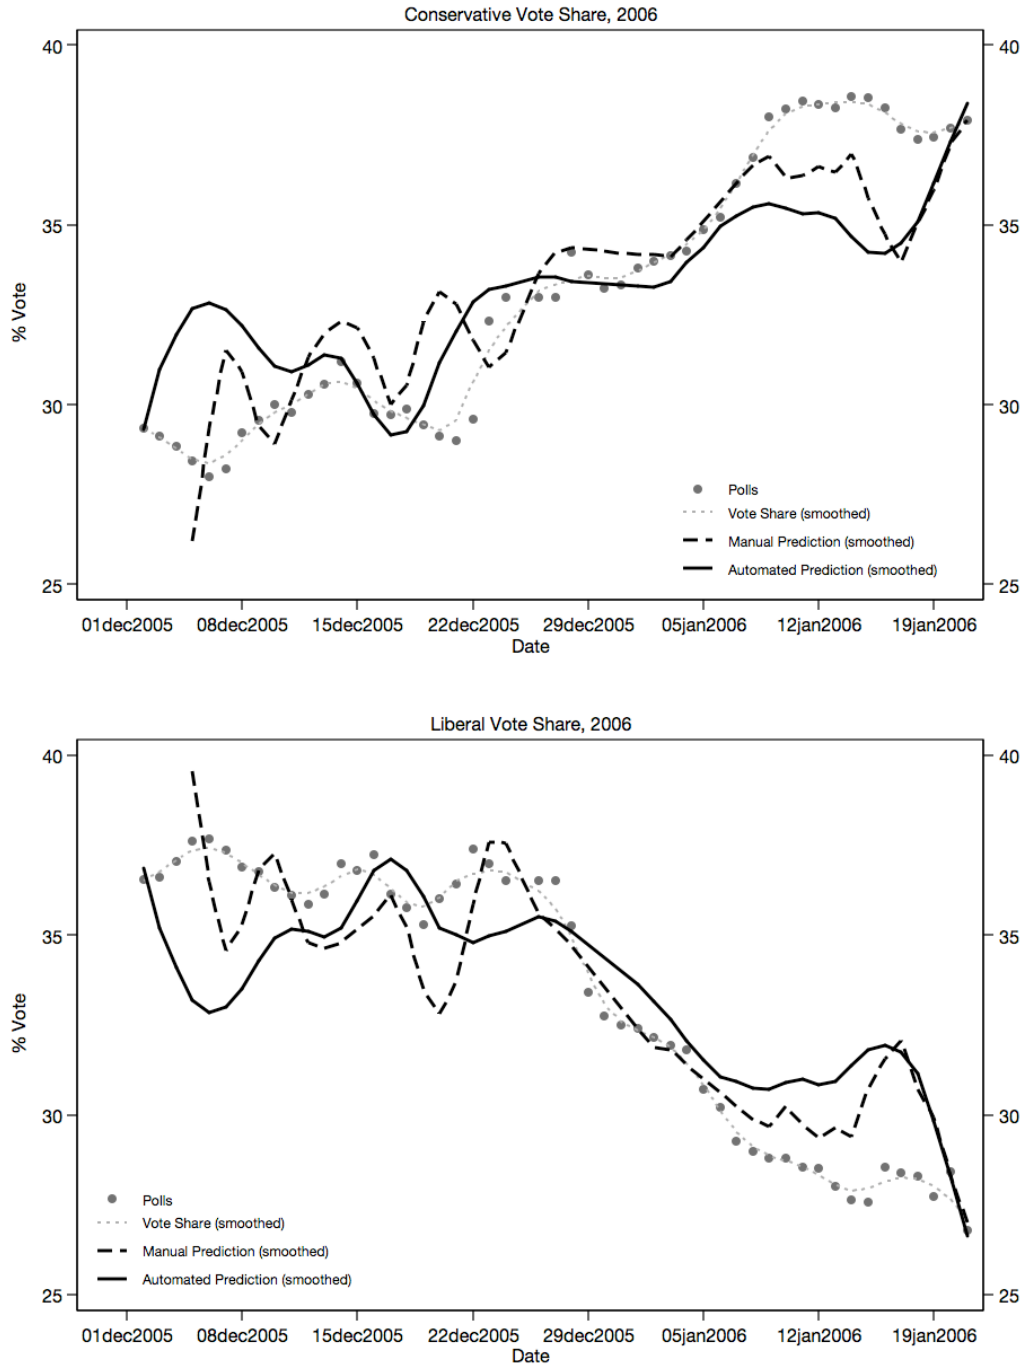 Conservative Vote Share, 2006
40
40
35
35
% Vote
30
30
Polls
Vote Share (smoothed)
Manual Prediction (smoothed)
Automated Prediction (smoothed)
25
25
01dec2005 08dec2005 15dec2005 22dec2005 29dec2005 05jan2006 12jan2006 19jan2006
Date
Liberal Vote Share, 2006
40
40
35
35
% Vote
30
30
Polls
Vote Share (smoothed)
Manual Prediction (smoothed)
Automated Prediction (smoothed)
25
25
01dec2005 08dec2005 15dec2005 22dec2005 29dec2005 05jan2006 12jan2006 19jan2006
Date